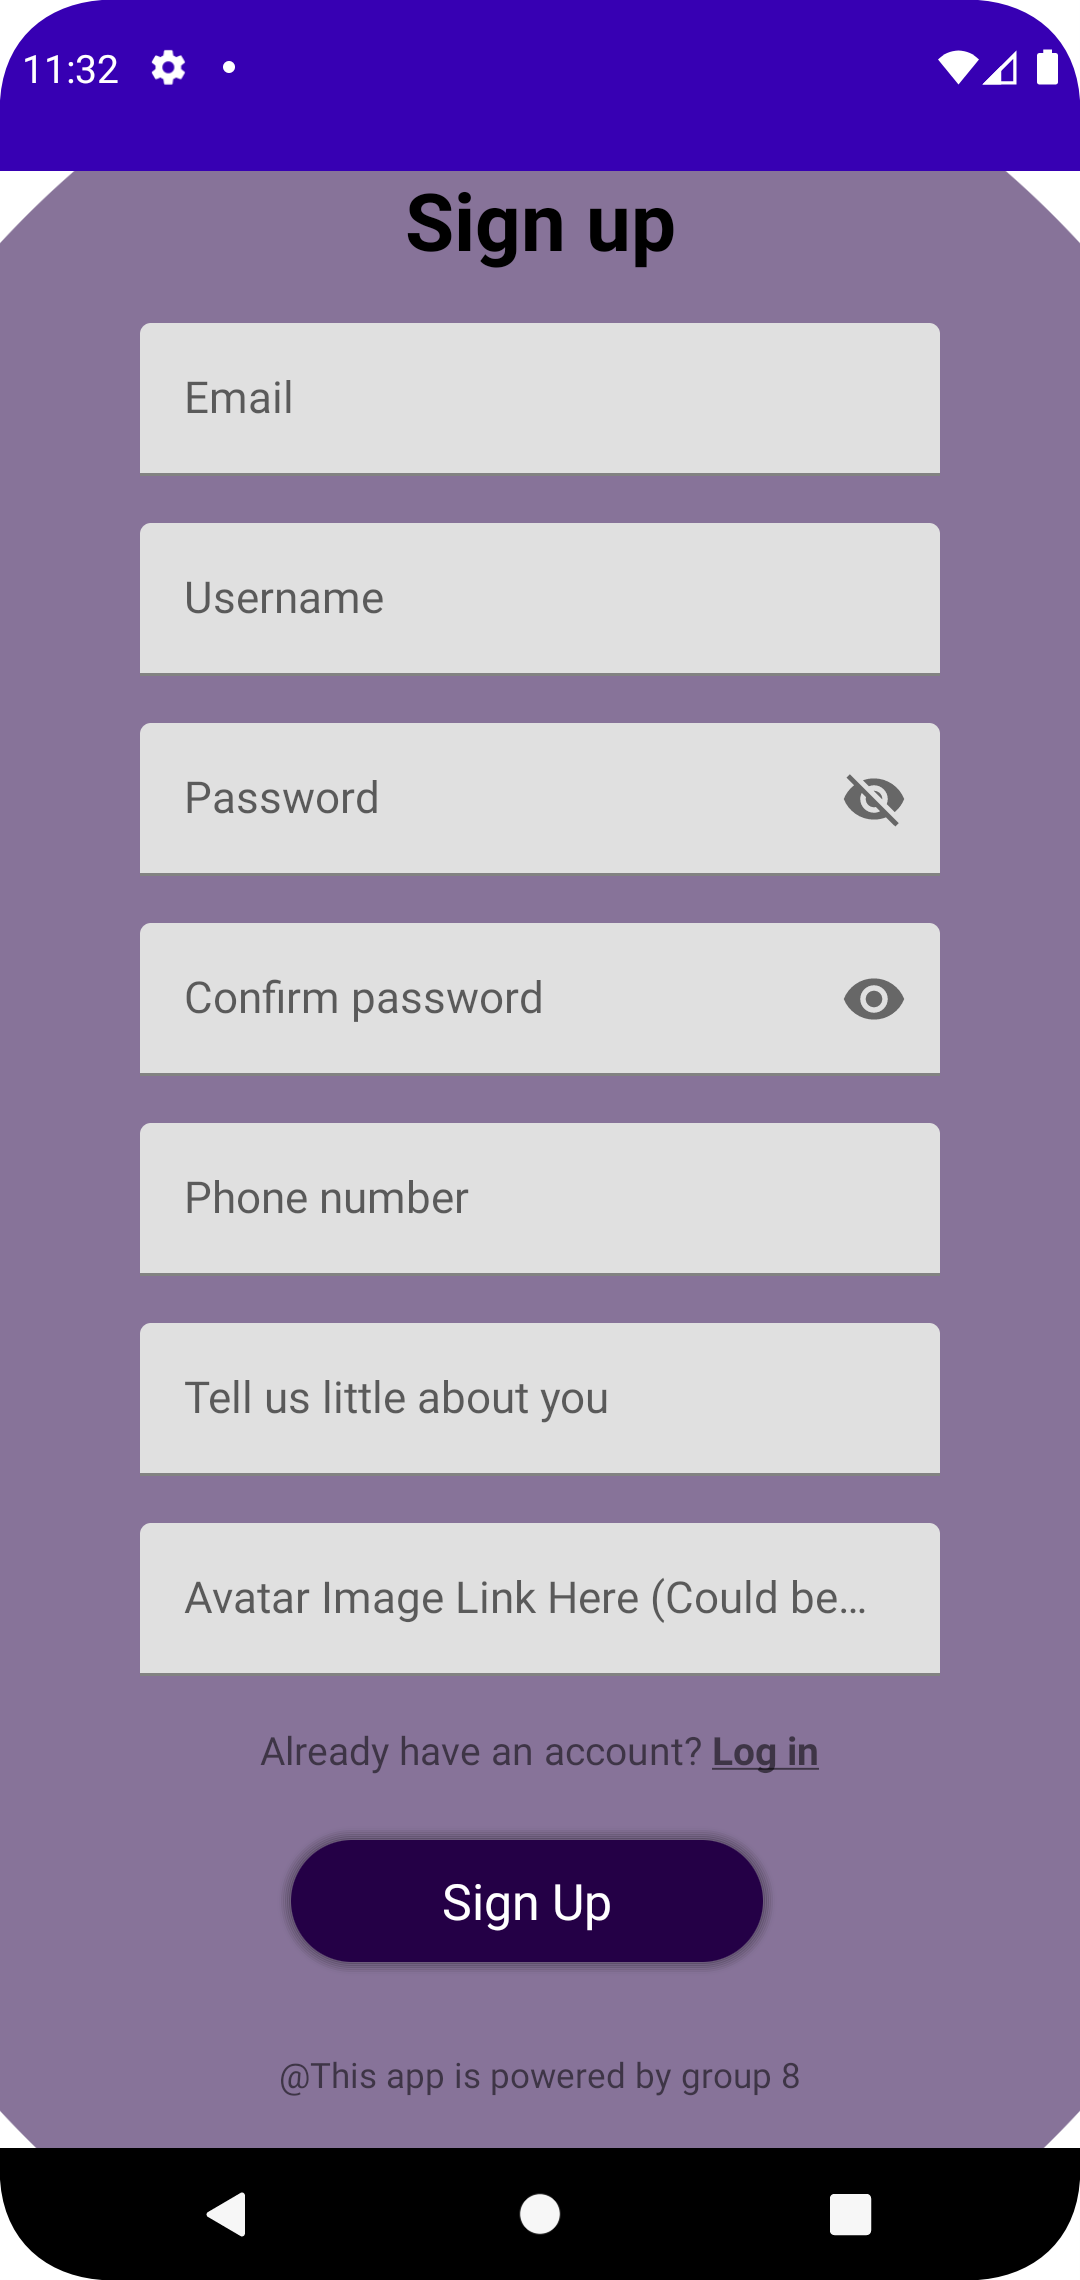 11:32
Sign up
Email
Username
Password
Confirm password
Phone number
Tell us little about you
Avatar Image Link Here (Could be…
Already have an account? Log in
Sign Up
@This app is powered by group 8